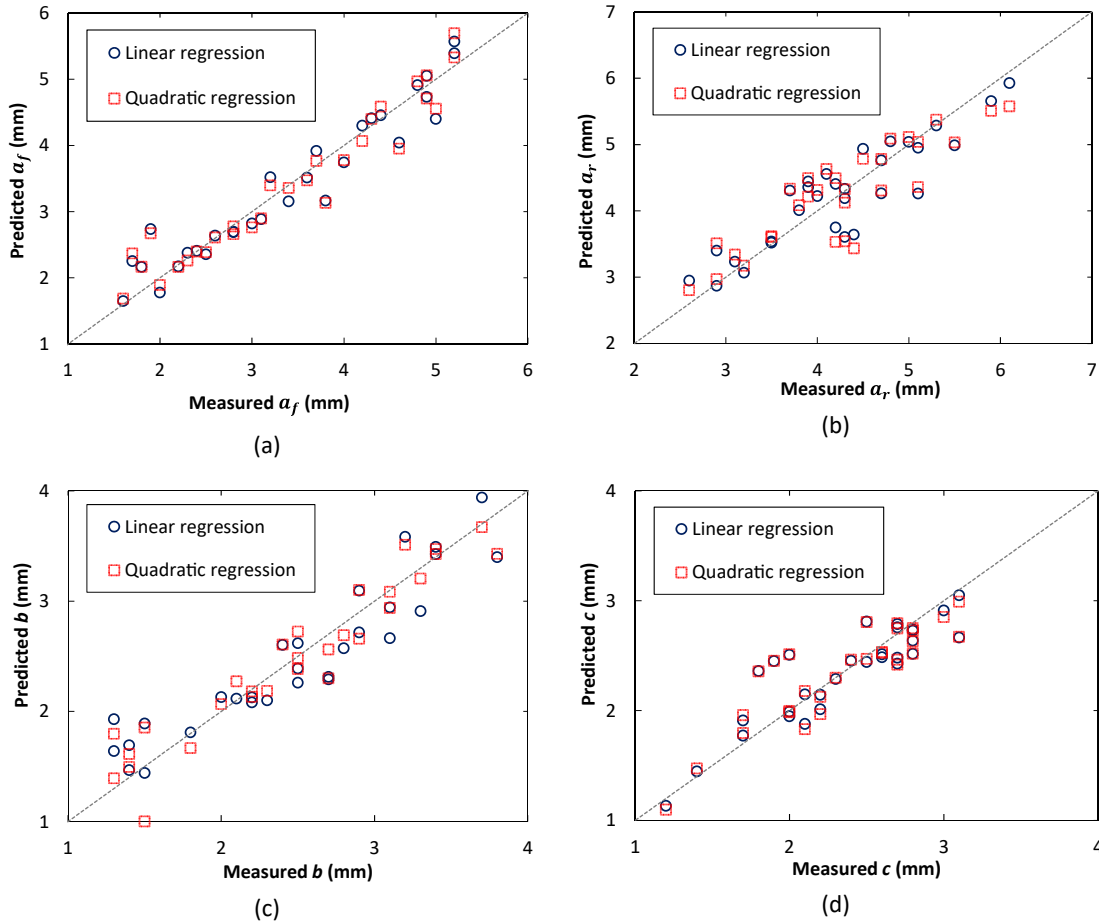 6
5
4
3
2
1
1 2 3 4 5 6
Predicted a_f (mm)
Measured a_f (mm)
Linear regression
Quadratic regression
(a)
7
6
5
4
3
2
2 3 4 5 6 7
Predicted a_r (mm)
Measured a_r (mm)
Linear regression
Quadratic regression
(b)
4
3
2
1
1 2 3 4
Predicted b (mm)
Measured b (mm)
Linear regression
Quadratic regression
(c)
4
3
2
1
1 2 3 4
Predicted c (mm)
Measured c (mm)
Linear regression
Quadratic regression
(d)